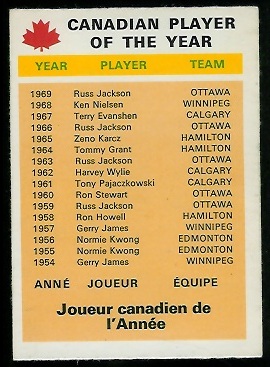 CANADIAN PLAYER
OF THE YEAR
YEAR PLAYER TEAM
1969 Russ Jackson OTTAWA
1968 Ken Nielsen WINNIPEG
1967 Terry Evanshen CALGARY
1966 Russ Jackson OTTAWA
1965 Zeno Karcz HAMILTON
1964 Tommy Grant HAMILTON
1963 Russ Jackson OTTAWA
1962 Harvey Wylie CALGARY
1961 Tony Pajaczkowski CALGARY
1960 Ron Stewart OTTAWA
1959 Russ Jackson OTTAWA
1958 Ron Howell HAMILTON
1957 Gerry James WINNIPEG
1956 Normie Kwong EDMONTON
1955 Normie Kwong EDMONTON
1954 Gerry James WINNIPEG
ANNÉ JOUEUR ÉQUIPE
Joueur canadien de
l'Année